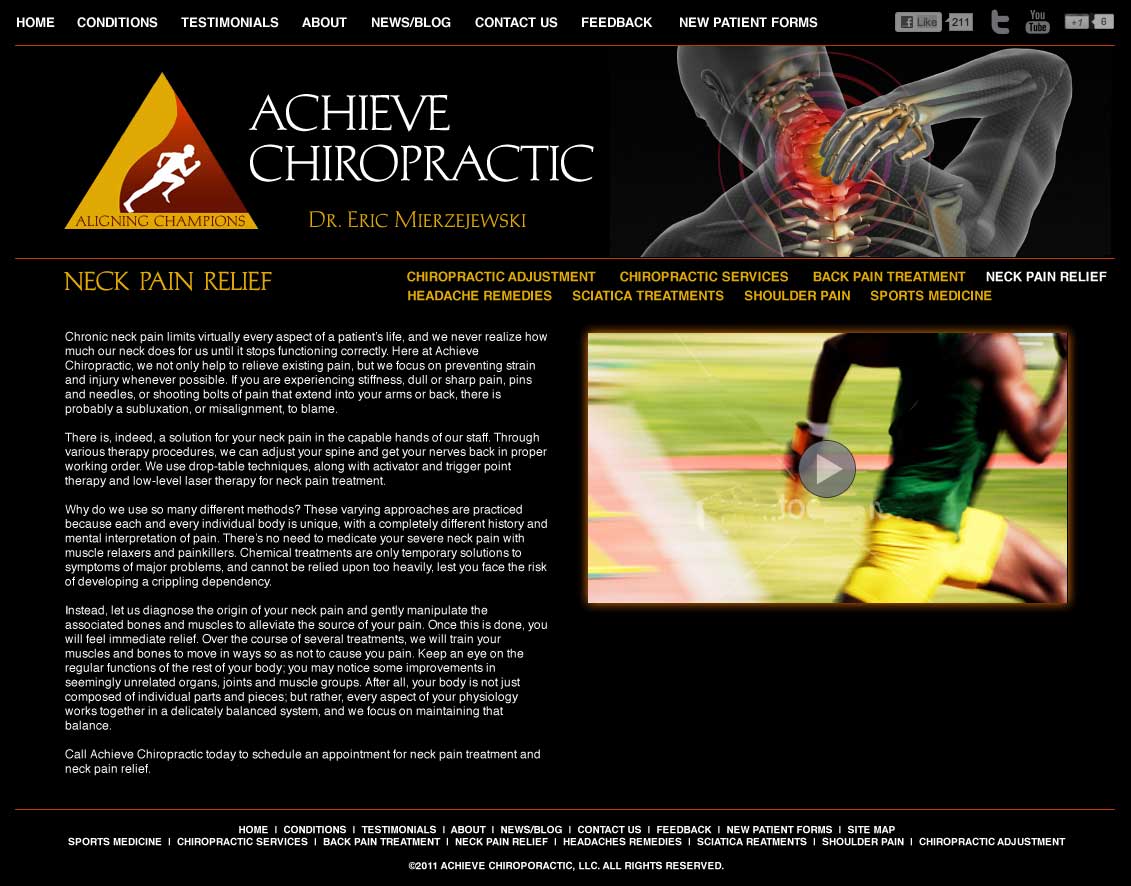 HOME CONDITIONS TESTIMONIALS ABOUT NEWS/BLOG CONTACT US FEEDBACK NEW PATIENT FORMS Like 211 You Tube +1 6
ACHIEVE
CHIROPRACTIC
ALIGNING CHAMPIONS
DR. ERIC MIERZEJEWSKI
NECK PAIN RELIEF
CHIROPRACTIC ADJUSTMENT CHIROPRACTIC SERVICES BACK PAIN TREATMENT NECK PAIN RELIEF
HEADACHE REMEDIES SCIATICA TREATMENTS SHOULDER PAIN SPORTS MEDICINE
Chronic neck pain limits virtually every aspect of a patient's life, and we never realize how
much our neck does for us until it stops functioning correctly. Here at Achieve
Chiropractic, we not only help to relieve existing pain, but we focus on preventing strain
and injury whenever possible. If you are experiencing stiffness, dull or sharp pain, pins
and needles, or shooting bolts of pain that extend into your arms or back, there is
probably a subluxation, or misalignment, to blame.
There is, indeed, a solution for your neck pain in the capable hands of our staff. Through
various therapy procedures, we can adjust your spine and get your nerves back in proper
working order. We use drop-table techniques, along with activator and trigger point
therapy and low-level laser therapy for neck pain treatment.
Why do we use so many different methods? These varying approaches are practiced
because each and every individual body is unique, with a completely different history and
mental interpretation of pain. There's no need to medicate your severe neck pain with
muscle relaxers and painkillers. Chemical treatments are only temporary solutions to
symptoms of major problems, and cannot be relied upon too heavily, lest you face the risk
of developing a crippling dependency.
Instead, let us diagnose the origin of your neck pain and gently manipulate the
associated bones and muscles to alleviate the source of your pain. Once this is done, you
will feel immediate relief. Over the course of several treatments, we will train your
muscles and bones to move in ways so as not to cause you pain. Keep an eye on the
regular functions of the rest of your body; you may notice some improvements in
seemingly unrelated organs, joints and muscle groups. After all, your body is not just
composed of individual parts and pieces; but rather, every aspect of your physiology
works together in a delicately balanced system, and we focus on maintaining that
balance.
Call Achieve Chiropractic today to schedule an appointment for neck pain treatment and
neck pain relief.
HOME | CONDITIONS | TESTIMONIALS | ABOUT | NEWS/BLOG | CONTACT US | FEEDBACK | NEW PATIENT FORMS | SITE MAP
SPORTS MEDICINE | CHIROPRACTIC SERVICES | BACK PAIN TREATMENT | NECK PAIN RELIEF | HEADACHES REMEDIES | SCIATICA REATMENTS | SHOULDER PAIN | CHIROPRACTIC ADJUSTMENT
©2011 ACHIEVE CHIROPORACTIC, LLC. ALL RIGHTS RESERVED.